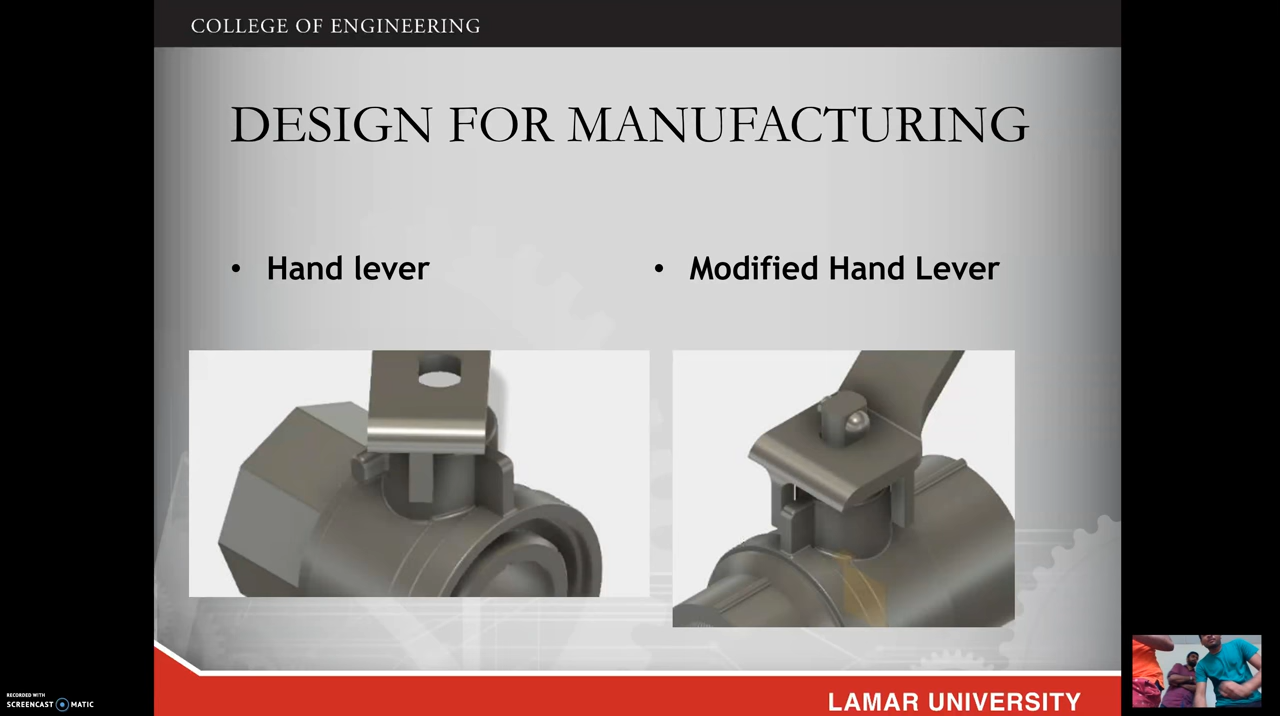 COLLEGE OF ENGINEERING
DESIGN FOR MANUFACTURING
• Hand lever
• Modified Hand Lever
RECORDED WITH
SCREENCAST MATIC
LAMAR UNIVERSITY